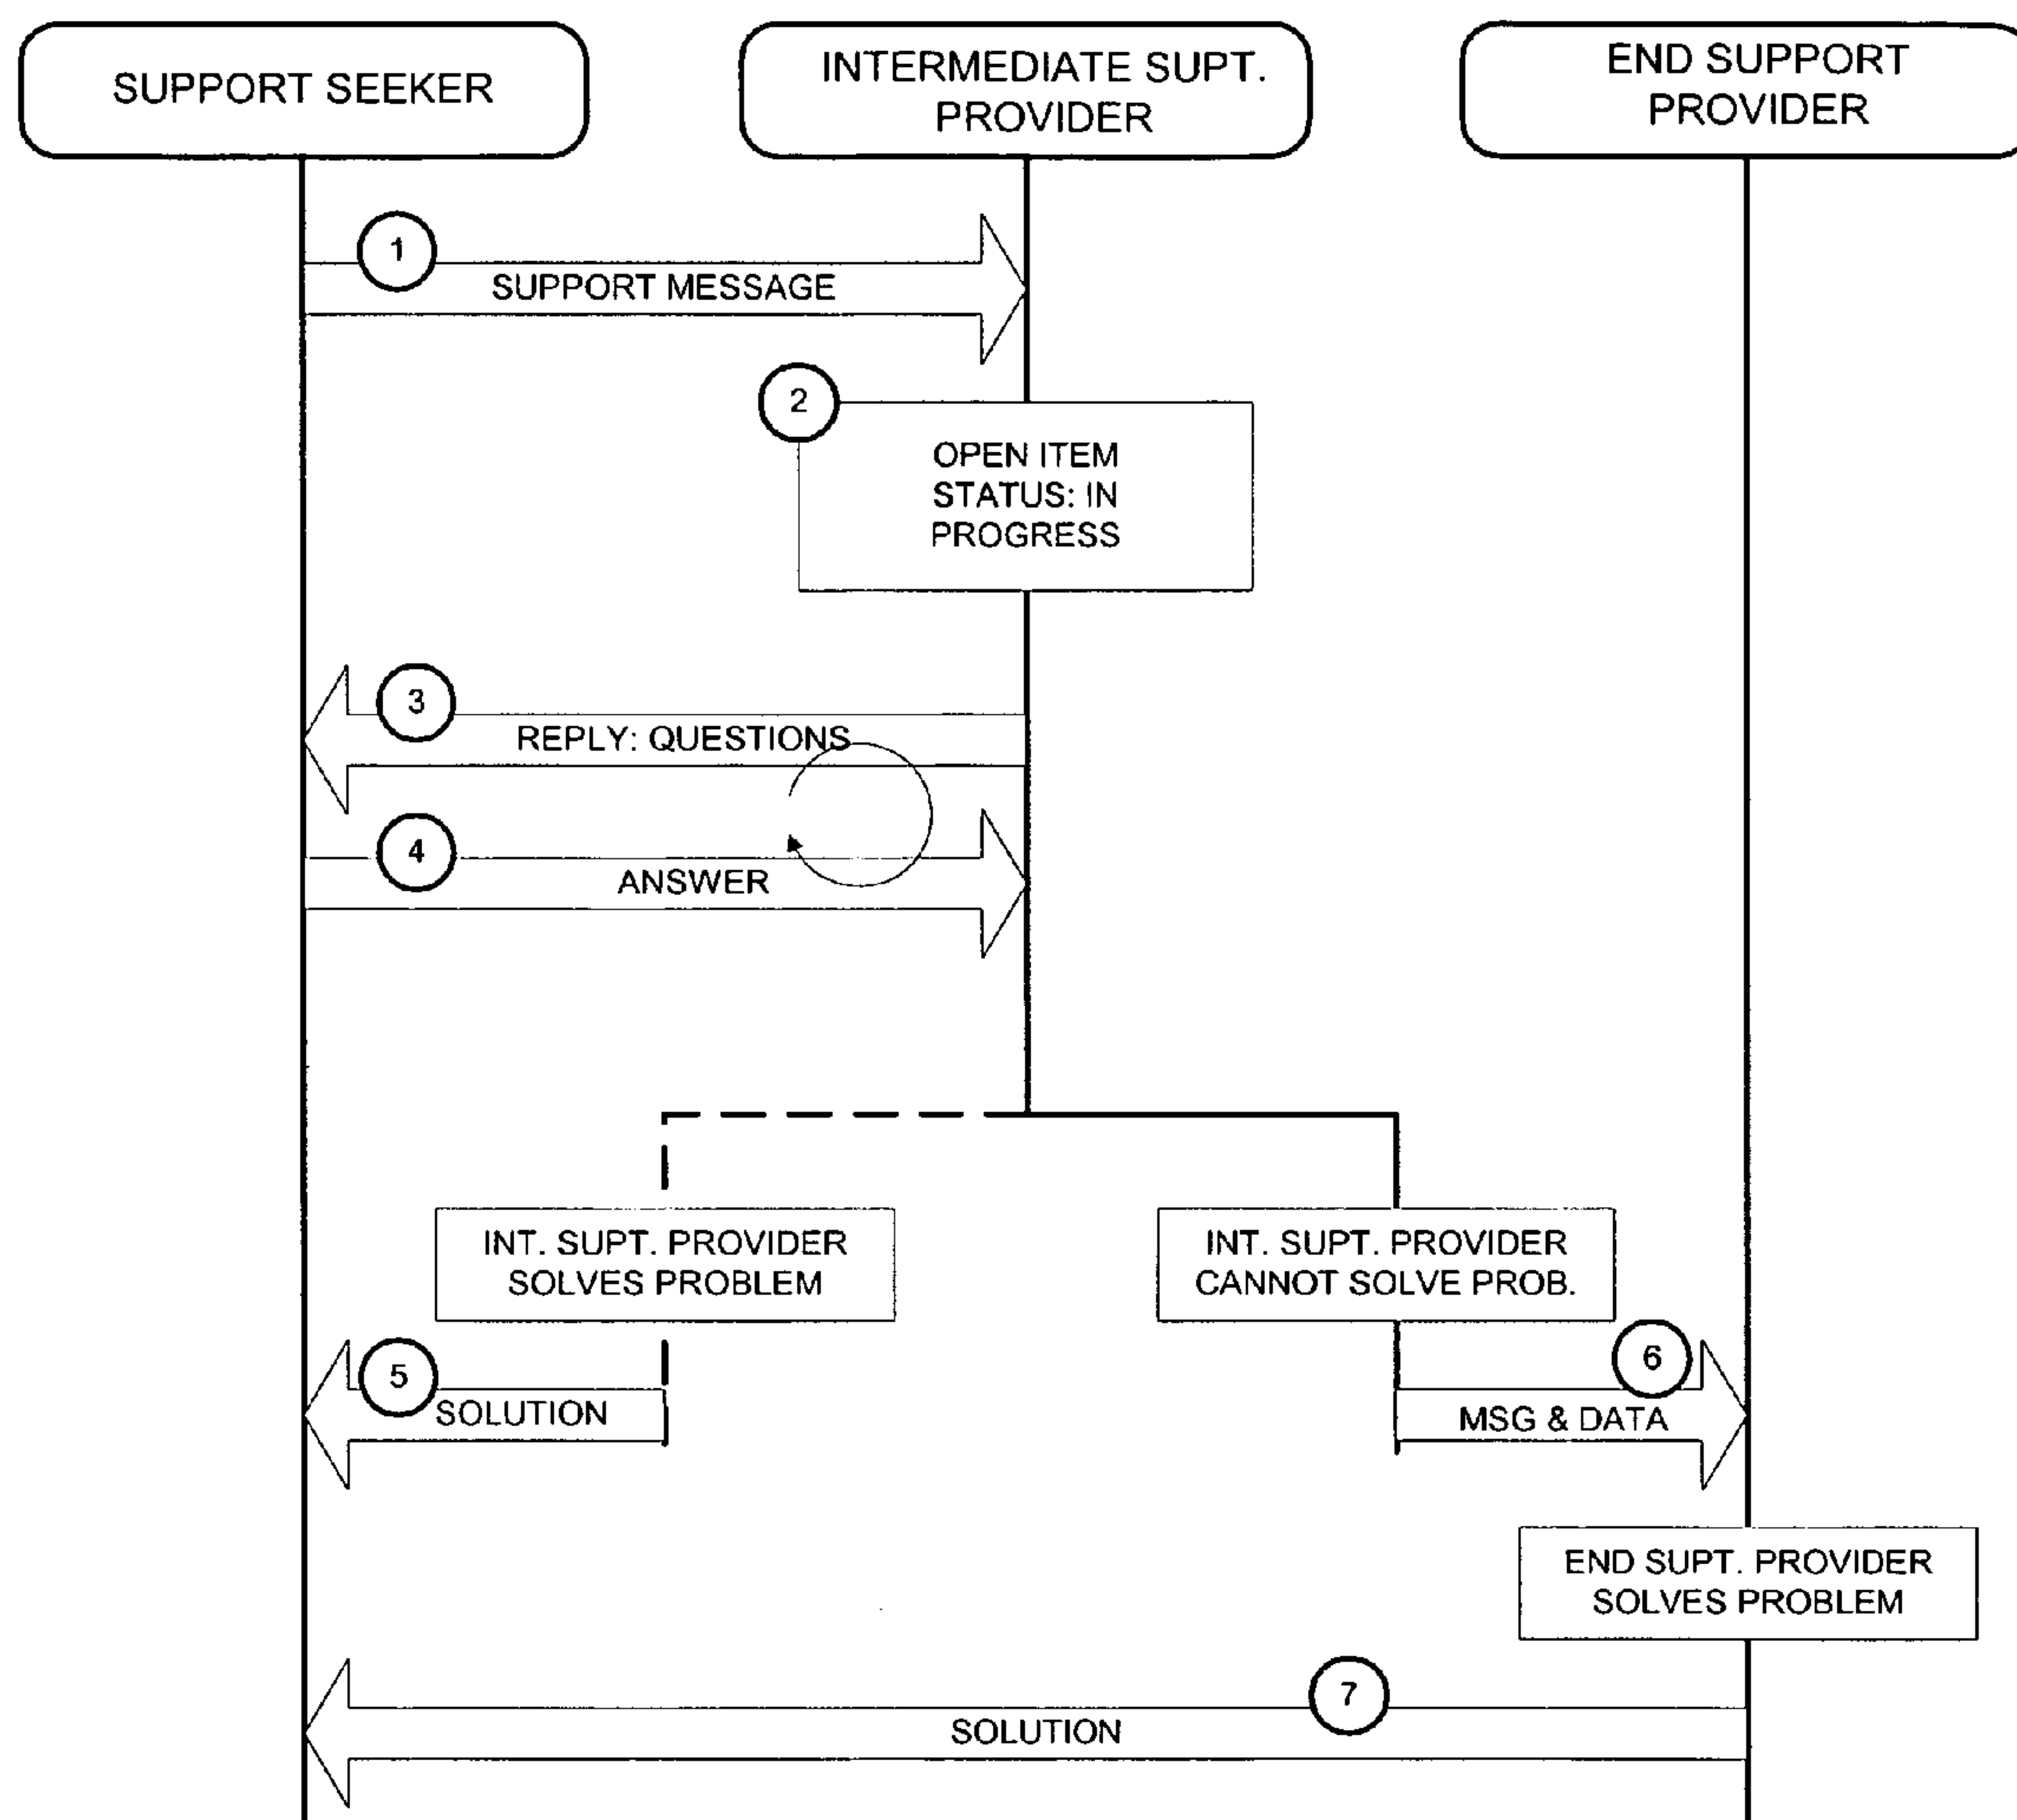 SUPPORT SEEKER
INTERMEDIATE SUPT.
PROVIDER
END SUPPORT
PROVIDER
1
SUPPORT MESSAGE
2
OPEN ITEM
STATUS: IN
PROGRESS
3
REPLY: QUESTIONS
4
ANSWER
INT. SUPT. PROVIDER
SOLVES PROBLEM
INT. SUPT. PROVIDER
CANNOT SOLVE PROB.
5
SOLUTION
6
MSG & DATA
END SUPT. PROVIDER
SOLVES PROBLEM
7
SOLUTION